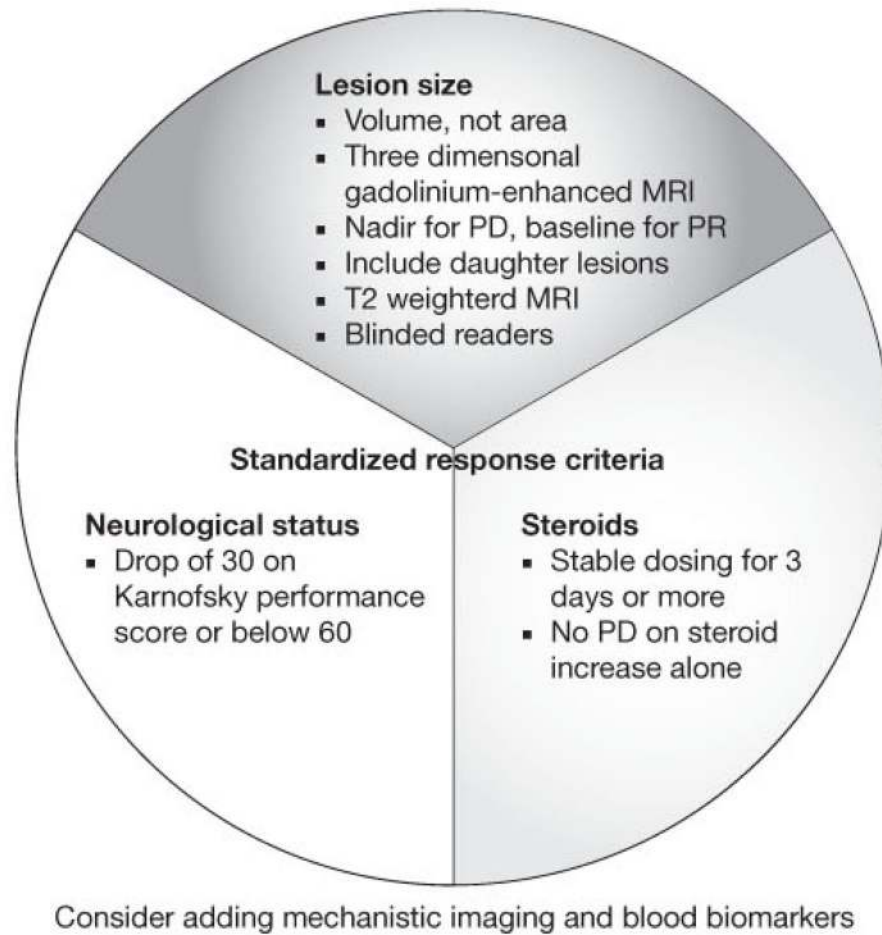 Lesion size
▪ Volume, not area
▪ Three dimensonal
gadolinium-enhanced MRI
▪ Nadir for PD, baseline for PR
▪ Include daughter lesions
▪ T2 weighterd MRI
▪ Blinded readers
Standardized response criteria
Neurological status
▪ Drop of 30 on
Karnofsky performance
score or below 60
Steroids
▪ Stable dosing for 3
days or more
▪ No PD on steroid
increase alone
Consider adding mechanistic imaging and blood biomarkers